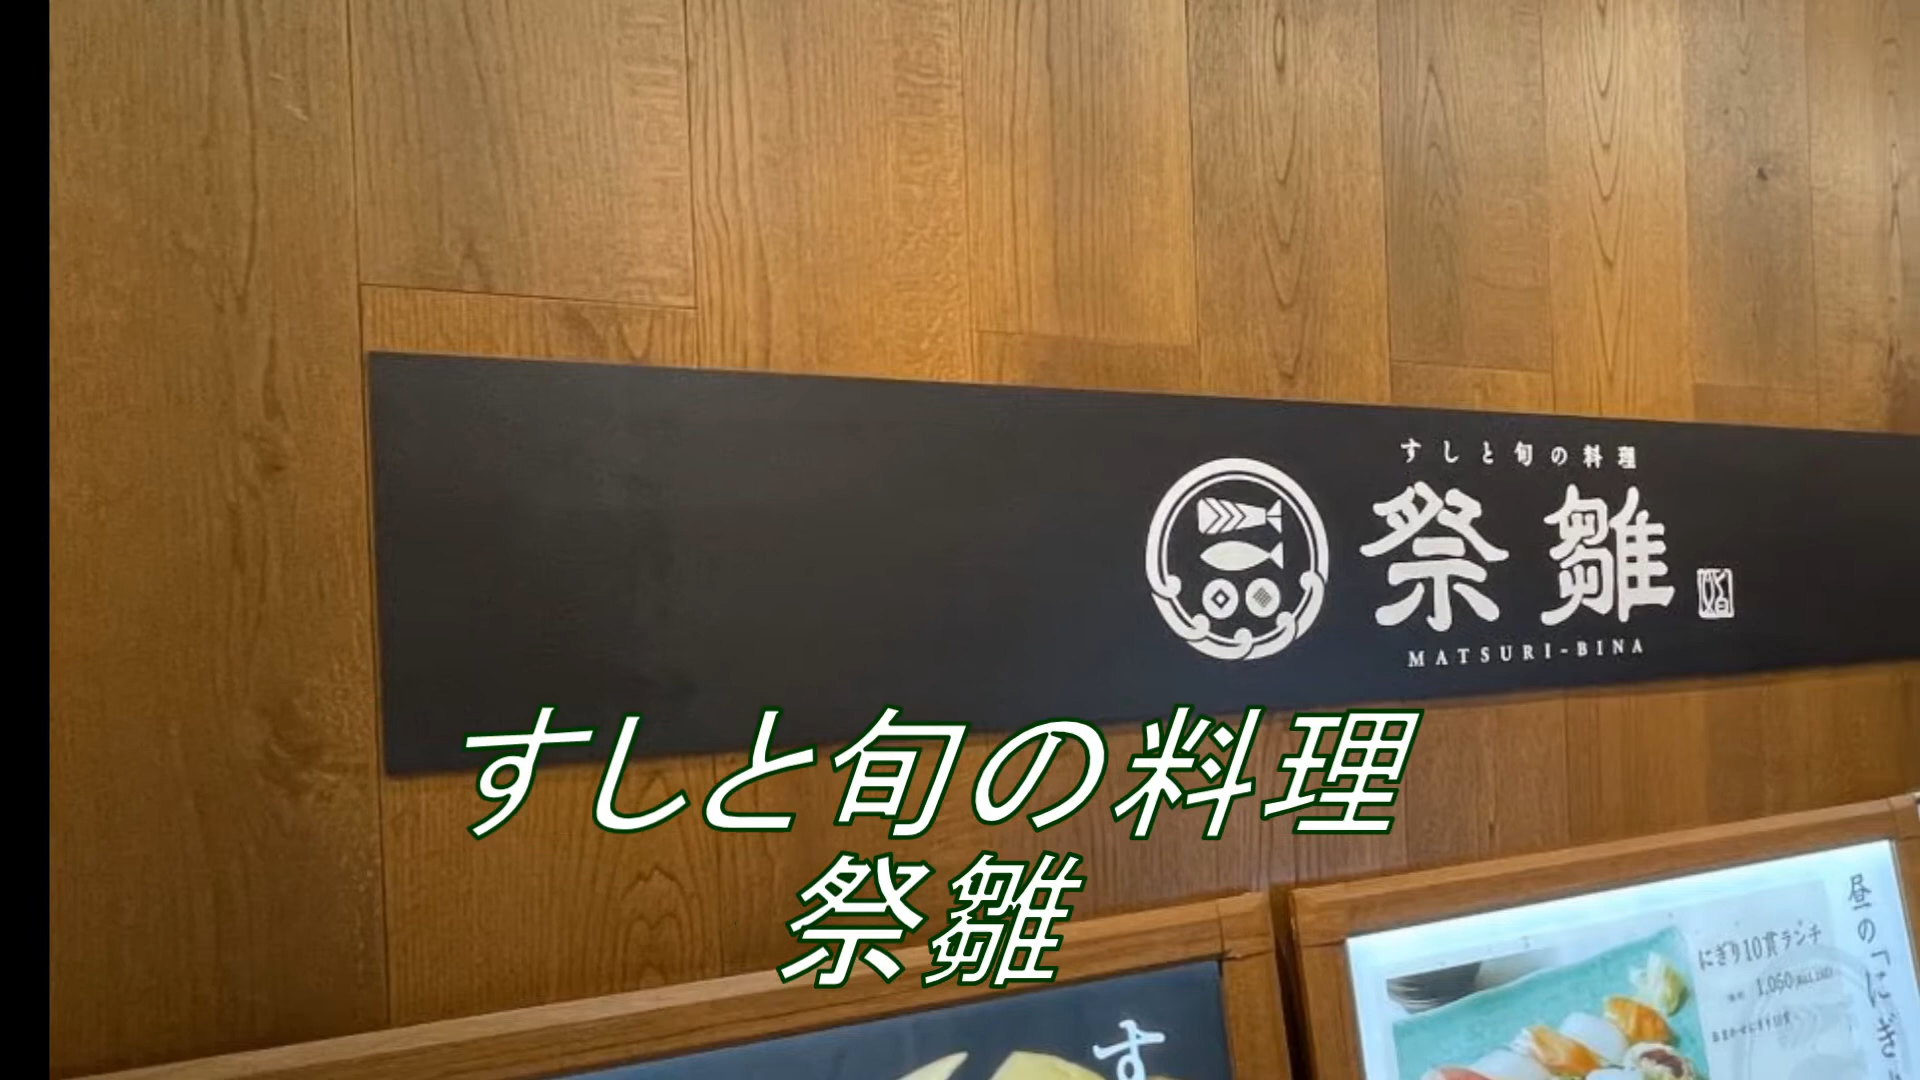 すしと旬の料理
祭雛
MATSURI-BINA
すしと旬の料理
祭雛
昼の「にぎ
にぎり10貫ランチ
1,050
す